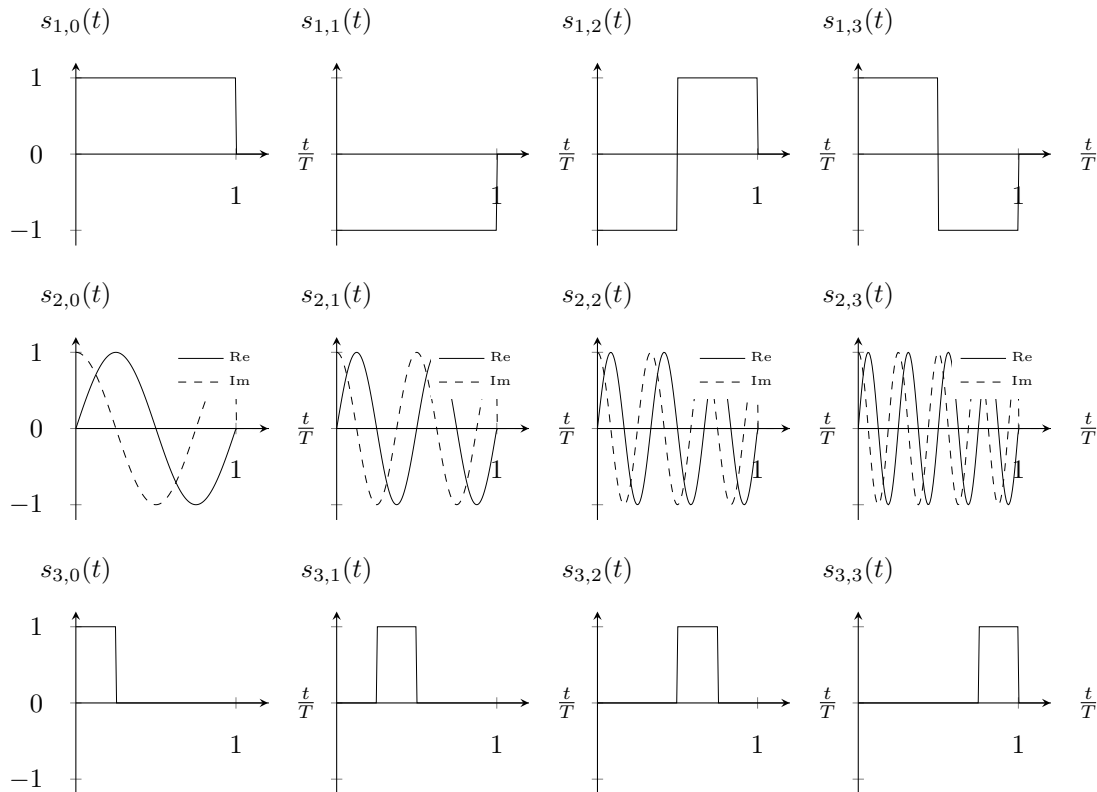 s_{1,0}(t) s_{1,1}(t) s_{1,2}(t) s_{1,3}(t)
1
0 t/T t/T t/T t/T
1 1 1 1
−1
s_{2,0}(t) s_{2,1}(t) s_{2,2}(t) s_{2,3}(t)
1 Re Re Re Re
Im Im Im Im
0 t/T t/T t/T t/T
1 1 1 1
−1
s_{3,0}(t) s_{3,1}(t) s_{3,2}(t) s_{3,3}(t)
1
0 t/T t/T t/T t/T
1 1 1 1
−1